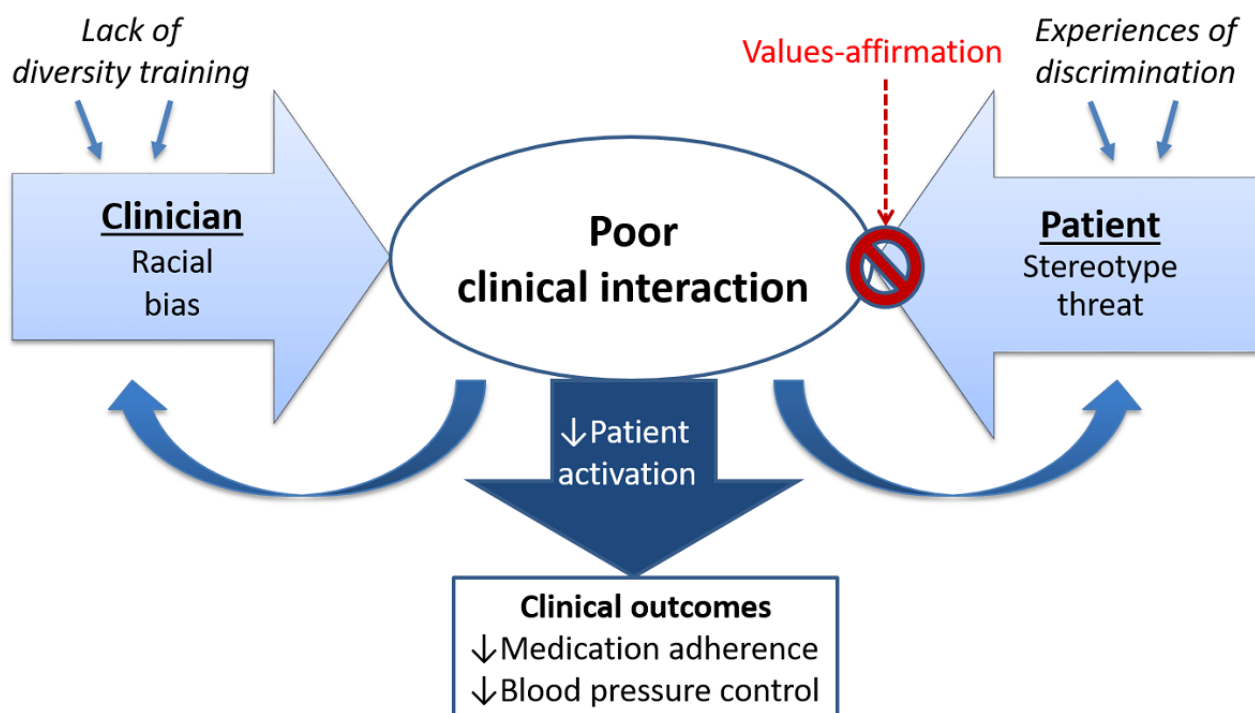 Lack of
diversity training
Values-affirmation
Experiences of
discrimination
Clinician
Racial
bias
Poor
clinical interaction
Patient
Stereotype
threat
↓Patient
activation
Clinical outcomes
↓Medication adherence
↓Blood pressure control